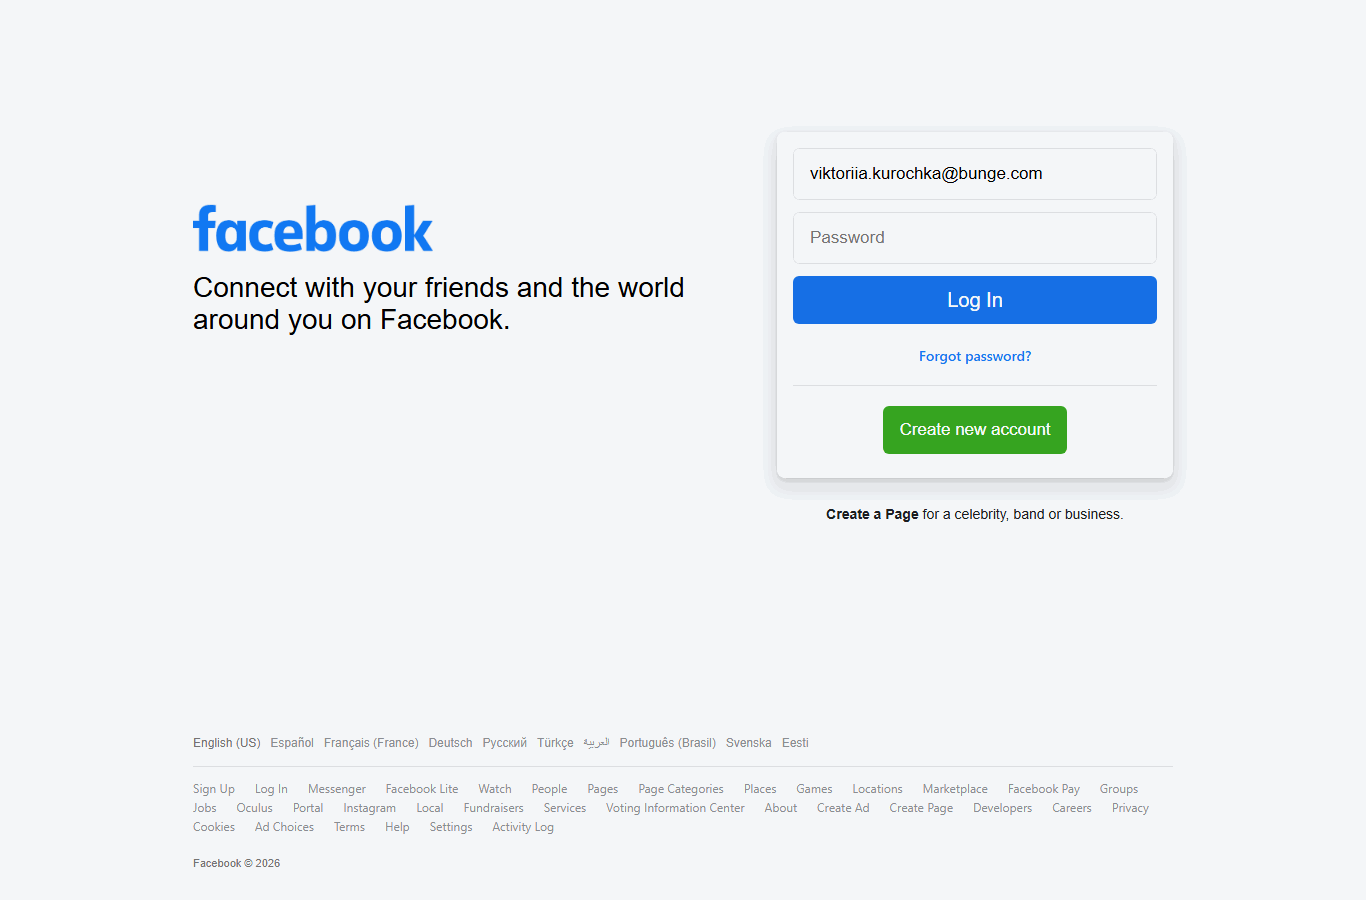 facebook
Connect with your friends and the world
around you on Facebook.
viktoriia.kurochka@bunge.com
Password
Log In
Forgot password?
Create new account
Create a Page for a celebrity, band or business.
English (US) Español Français (France) Deutsch Русский Türkçe العربية Português (Brasil) Svenska Eesti
Sign Up Log In Messenger Facebook Lite Watch People Pages Page Categories Places Games Locations Marketplace Facebook Pay Groups
Jobs Oculus Portal Instagram Local Fundraisers Services Voting Information Center About Create Ad Create Page Developers Careers Privacy
Cookies Ad Choices Terms Help Settings Activity Log
Facebook © 2026